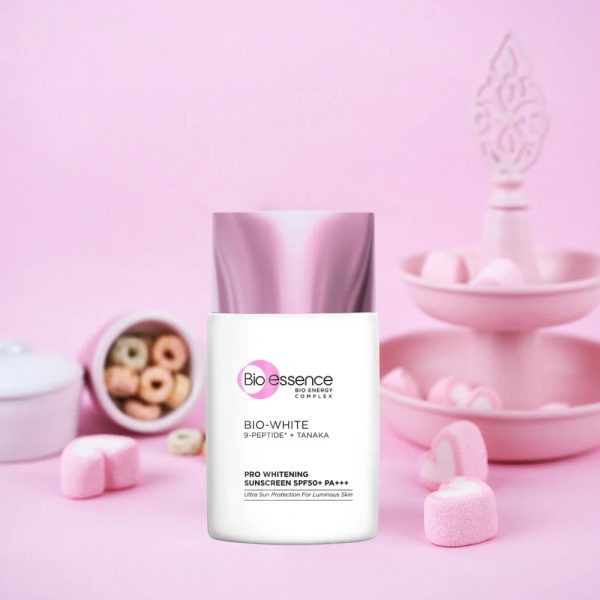 Bio essence
BIO ENERGY
COMPLEX
BIO-WHITE
9-PEPTIDE* + TANAKA
PRO WHITENING
SUNSCREEN SPF50+ PA+++
Ultra Sun Protection For Luminous Skin